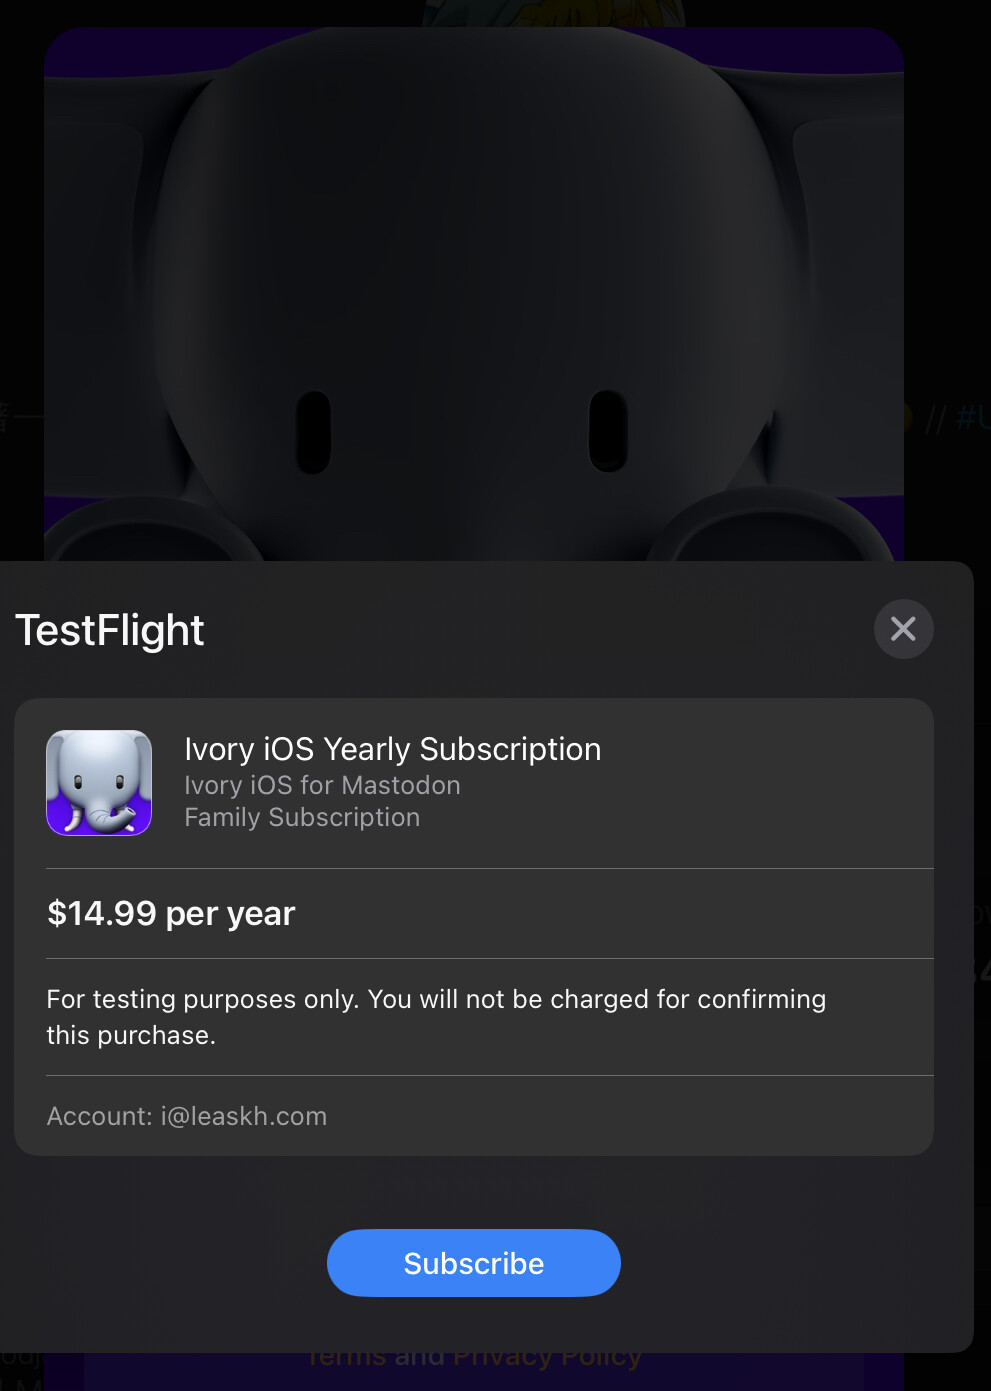 // #U
TestFlight
Ivory iOS Yearly Subscription
Ivory iOS for Mastodon
Family Subscription
$14.99 per year
For testing purposes only. You will not be charged for confirming
this purchase.
Account: i@leaskh.com
Subscribe
Terms and Privacy Policy